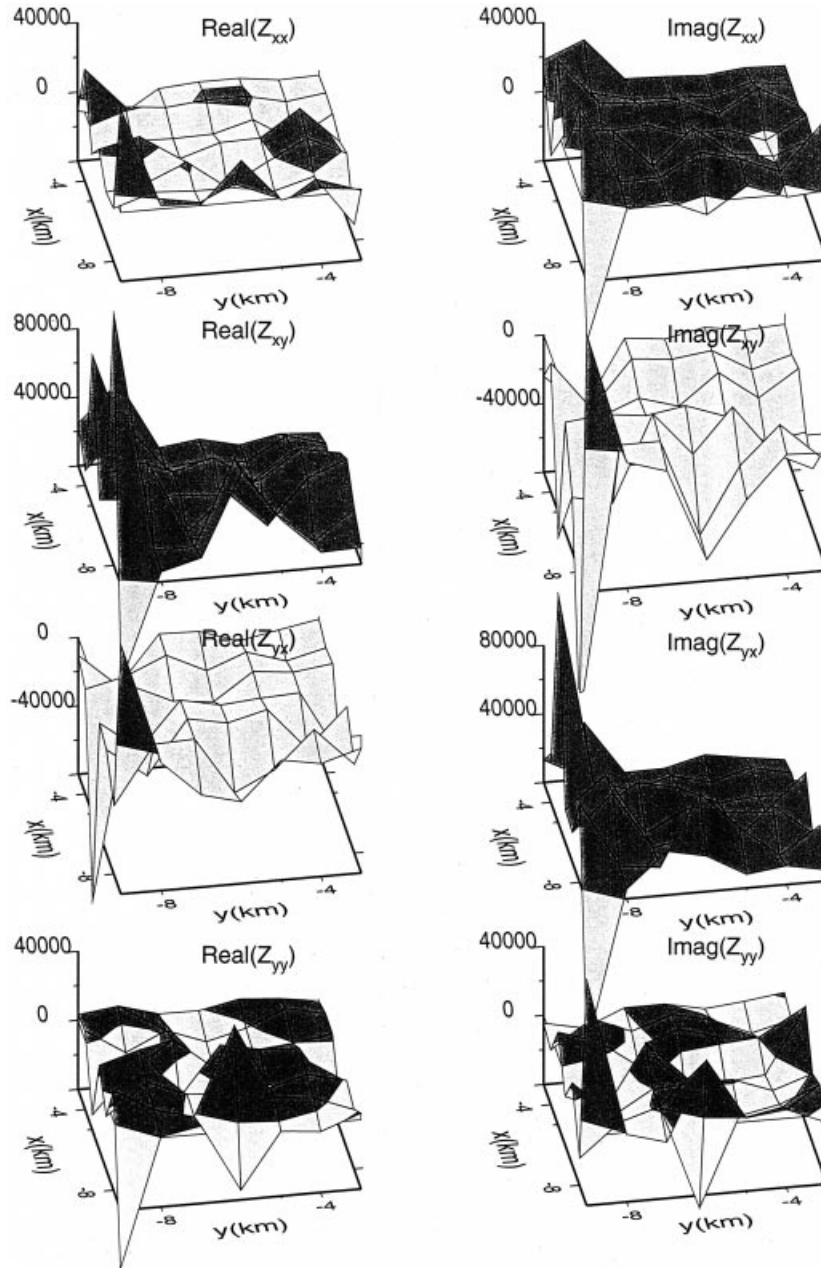 40000
Real(Zxx)
0
-4
x(km)
-8
-8
-4
y(km)
Imag(Zxx)
40000
0
-4
x(km)
-8
-8
-4
y(km)
80000
Real(Zxy)
40000
0
-4
x(km)
-8
-8
-4
y(km)
Imag(Zxy)
0
-40000
-4
x(km)
-8
-8
-4
y(km)
0
Real(Zyx)
-40000
-4
x(km)
-8
-8
-4
y(km)
Imag(Zyx)
80000
40000
0
-4
x(km)
-8
-8
-4
y(km)
40000
Real(Zyy)
0
-4
x(km)
-8
-8
-4
y(km)
40000
Imag(Zyy)
0
-4
x(km)
-8
-8
-4
y(km)